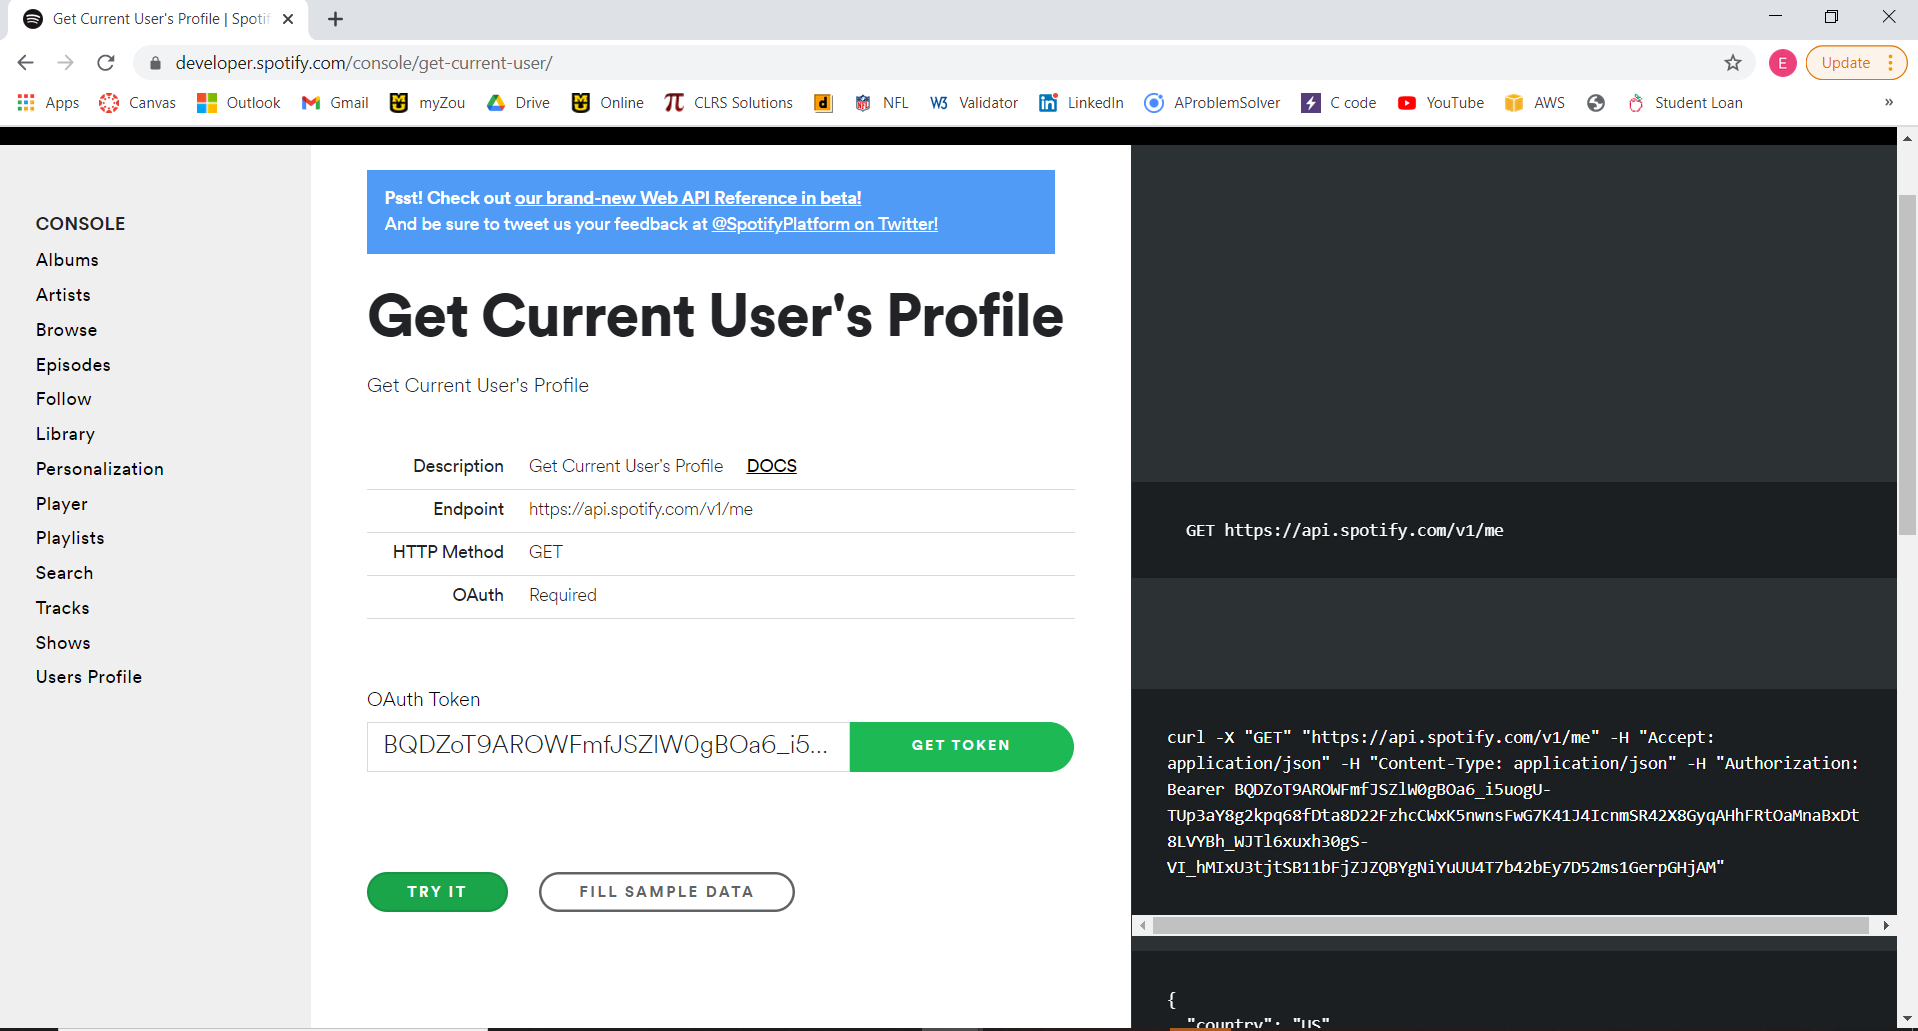 Get Current User's Profile | Spotif
developer.spotify.com/console/get-current-user/
E
Update
Apps
Canvas
Outlook
Gmail
myZou
Drive
Online
CLRS Solutions
d
NFL
W3 Validator
LinkedIn
AProblemSolver
C code
YouTube
AWS
Student Loan
»
CONSOLE
Albums
Artists
Browse
Episodes
Follow
Library
Personalization
Player
Playlists
Search
Tracks
Shows
Users Profile
Psst! Check out our brand-new Web API Reference in beta!
And be sure to tweet us your feedback at @SpotifyPlatform on Twitter!
Get Current User's Profile
Get Current User's Profile
Description Get Current User's Profile DOCS
Endpoint https://api.spotify.com/v1/me
HTTP Method GET
OAuth Required
OAuth Token
BQDZoT9AROWFmfJSZlW0gBOa6_i5...
GET TOKEN
TRY IT
FILL SAMPLE DATA
GET https://api.spotify.com/v1/me
curl -X "GET" "https://api.spotify.com/v1/me" -H "Accept:
application/json" -H "Content-Type: application/json" -H "Authorization:
Bearer BQDZoT9AROWFmfJSZlW0gBOa6_i5uogU-
TUp3aY8g2kpq68fDta8D22FzhcCWxK5nwnsFwG7K41J4IcnmSR42X8GyqAHhFRtOaMnaBxDt
8LVYBh_WJTl6xuxh30gS-
VI_hMIxU3tjtSB11bFjZJZQBYgNiYuUU4T7b42bEy7D52ms1GerpGHjAM"
{
"country": "US"